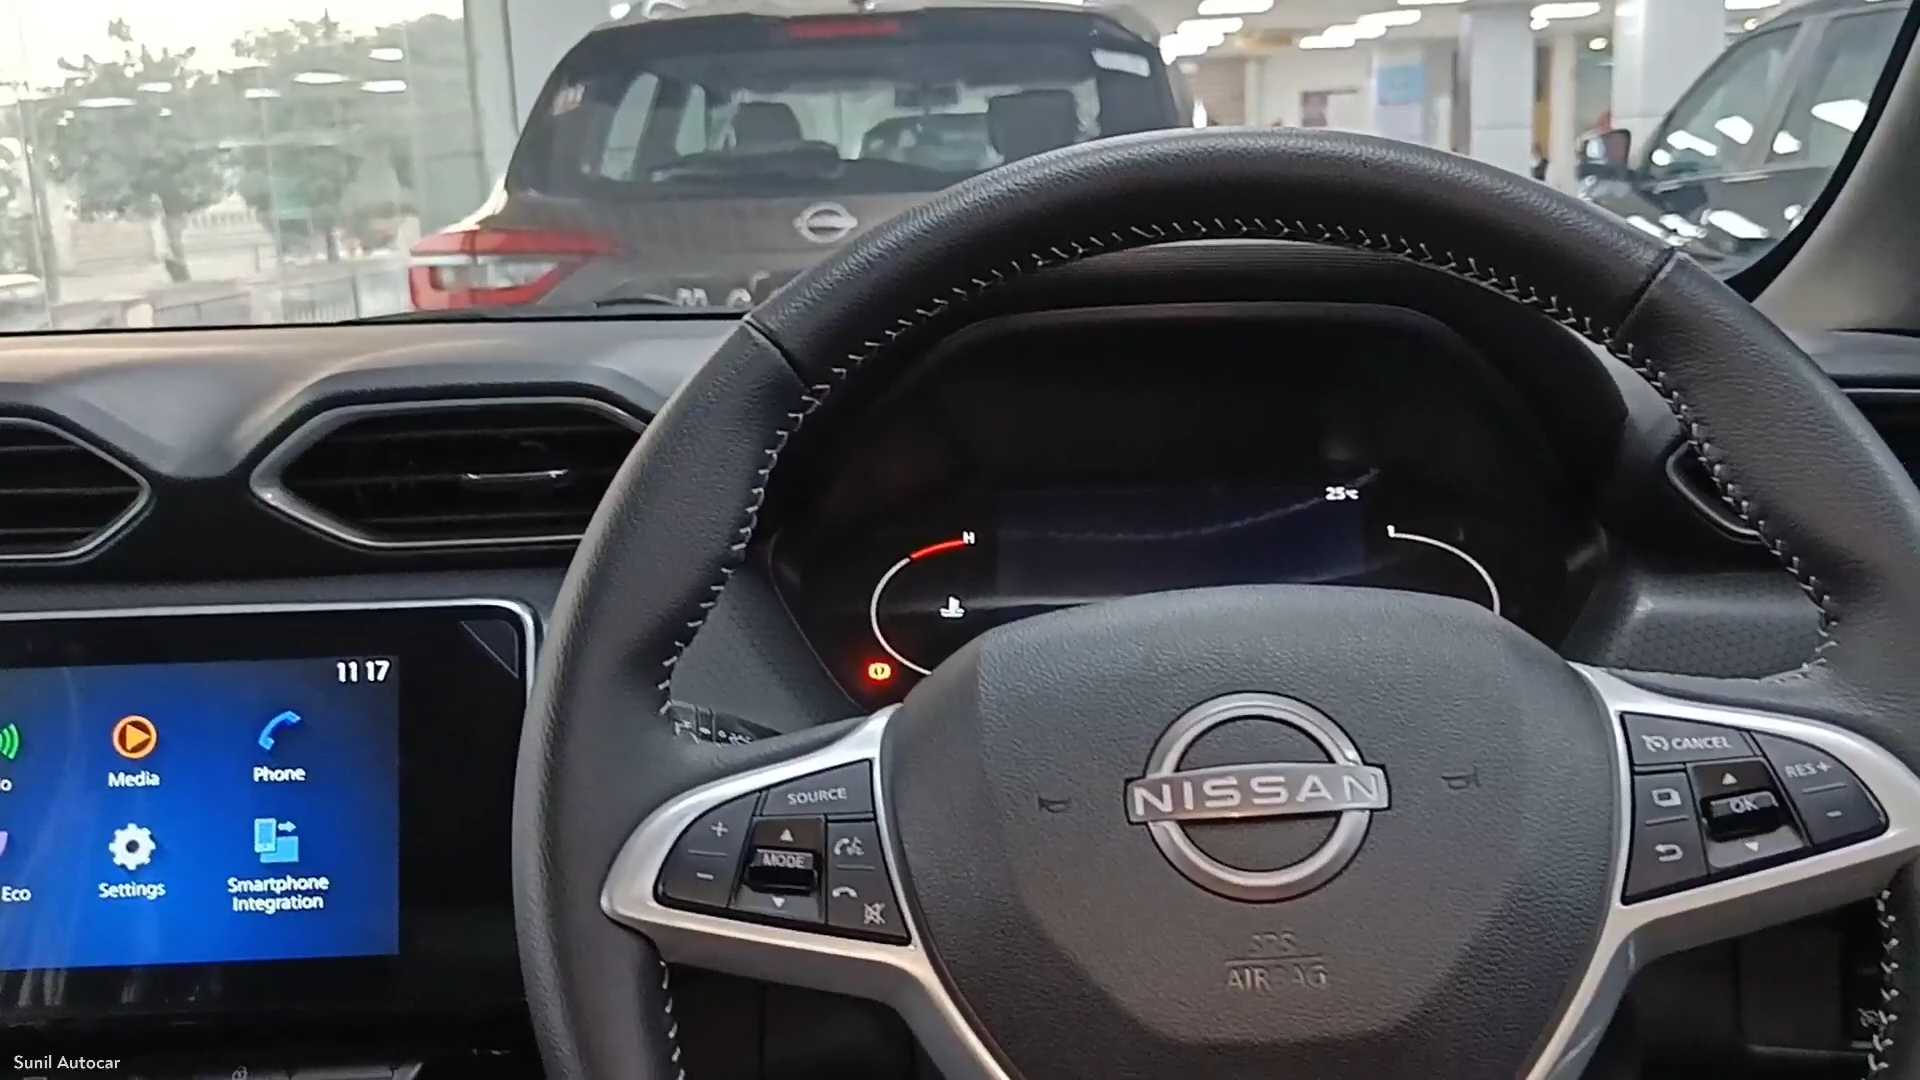 25°C
H
1
11 17
Media
Phone
Eco
Settings
Smartphone
Integration
SOURCE
+
-
MODE
NISSAN
SRS
AIRBAG
CANCEL
RES +
-
OK
Sunil Autocar